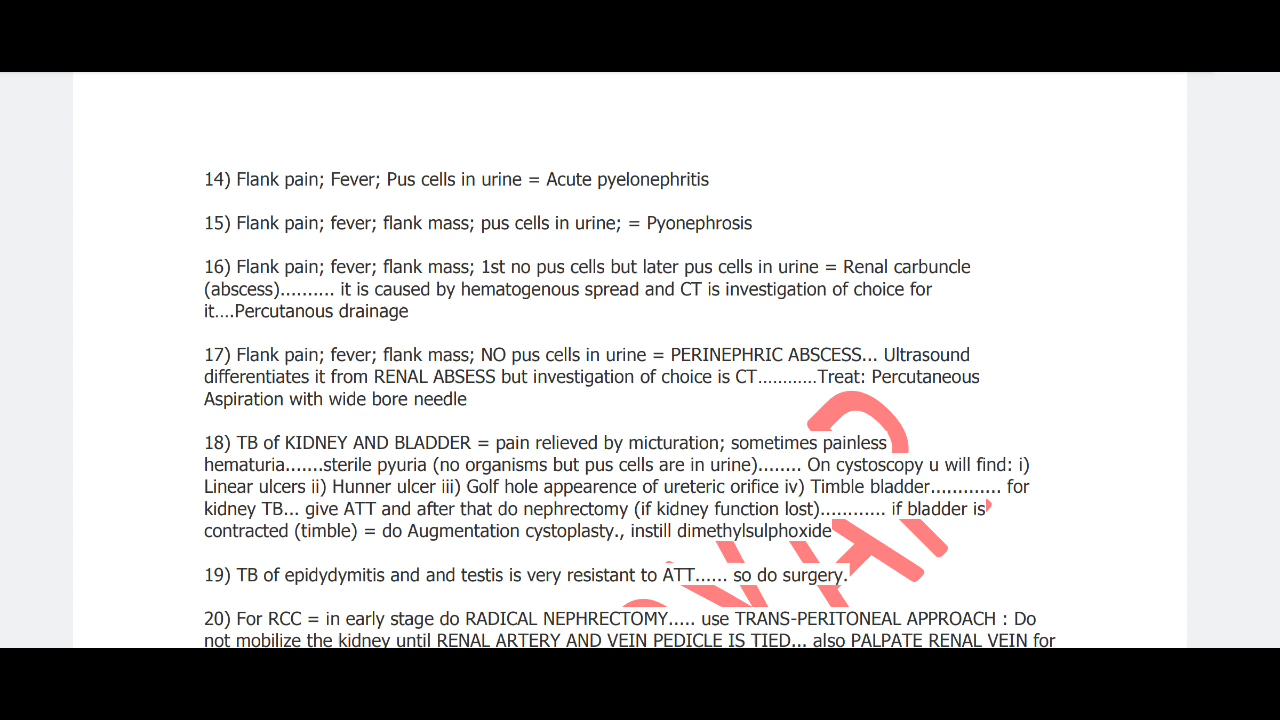 14) Flank pain; Fever; Pus cells in urine = Acute pyelonephritis
15) Flank pain; fever; flank mass; pus cells in urine; = Pyonephrosis
16) Flank pain; fever; flank mass; 1st no pus cells but later pus cells in urine = Renal carbuncle
(abscess).......... it is caused by hematogenous spread and CT is investigation of choice for
it....Percutanous drainage
17) Flank pain; fever; flank mass; NO pus cells in urine = PERINEPHRIC ABSCESS... Ultrasound
differentiates it from RENAL ABSESS but investigation of choice is CT............Treat: Percutaneous
Aspiration with wide bore needle
18) TB of KIDNEY AND BLADDER = pain relieved by micturation; sometimes painless
hematuria.......sterile pyuria (no organisms but pus cells are in urine)........ On cystoscopy u will find: i)
Linear ulcers ii) Hunner ulcer iii) Golf hole appearence of ureteric orifice iv) Timble bladder............. for
kidney TB... give ATT and after that do nephrectomy (if kidney function lost)............ if bladder is
contracted (timble) = do Augmentation cystoplasty., instill dimethylsulphoxide
19) TB of epidydymitis and and testis is very resistant to ATT...... so do surgery.
20) For RCC = in early stage do RADICAL NEPHRECTOMY..... use TRANS-PERITONEAL APPROACH : Do
not mobilize the kidney until RENAL ARTERY AND VEIN PEDICLE IS TIED... also PALPATE RENAL VEIN for